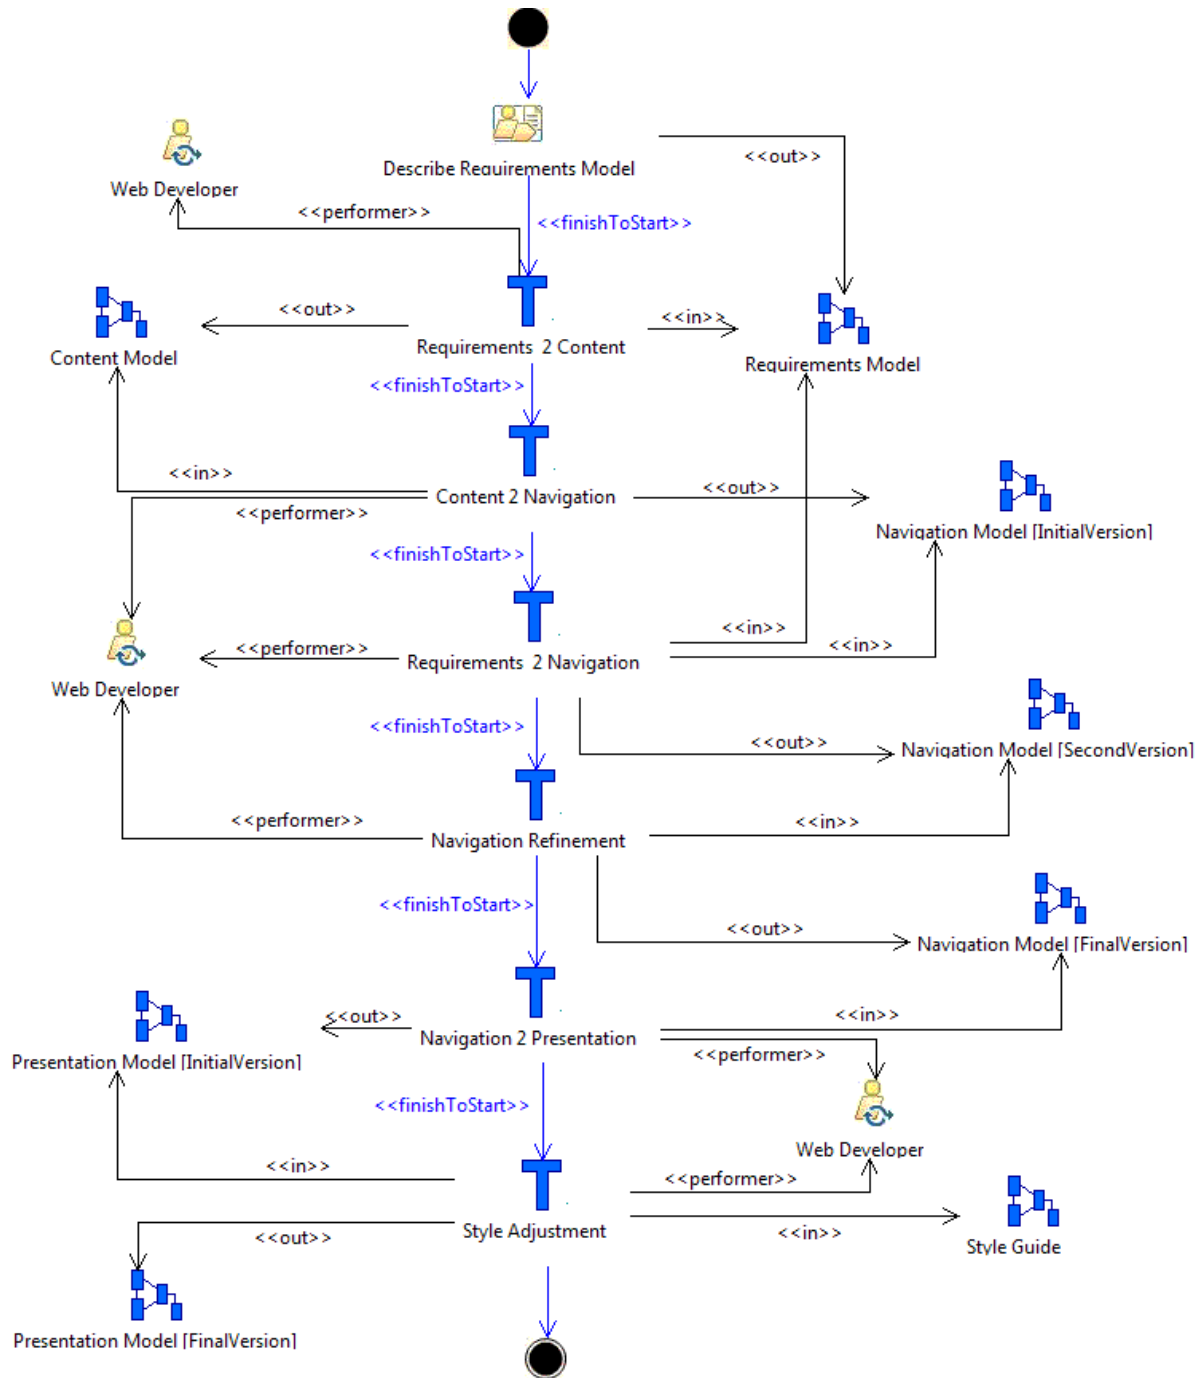 Describe Requirements Model
<<out>>
Web Developer
<<performer>>
<<finishToStart>>
<<out>>
<<in>>
Content Model
Requirements 2 Content
Requirements Model
<<finishToStart>>
<<in>>
<<out>>
Content 2 Navigation
<<performer>>
Navigation Model [InitialVersion]
<<finishToStart>>
<<in>>
<<performer>>
<<in>>
Requirements 2 Navigation
Web Developer
<<finishToStart>>
<<out>>
Navigation Model [SecondVersion]
<<performer>>
<<in>>
Navigation Refinement
<<finishToStart>>
<<out>>
Navigation Model [FinalVersion]
<<out>>
<<in>>
Navigation 2 Presentation
<<performer>>
Presentation Model [InitialVersion]
<<finishToStart>>
Web Developer
<<in>>
<<performer>>
Style Adjustment
<<out>>
<<in>>
Style Guide
Presentation Model [FinalVersion]